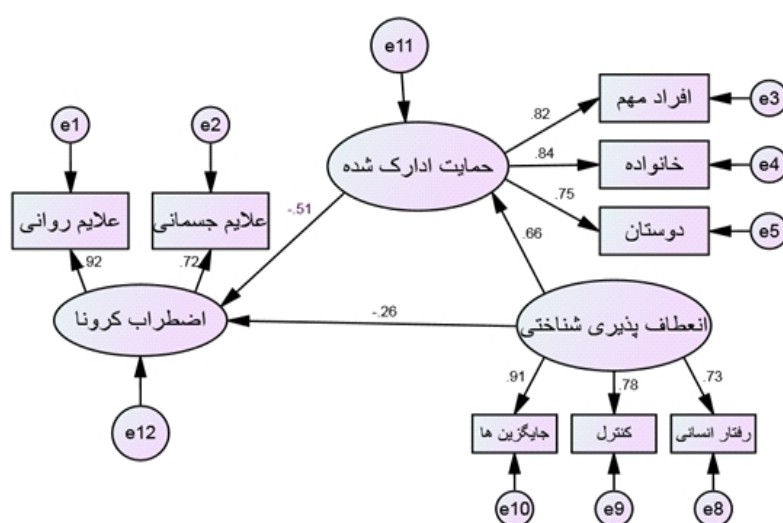 e11
افراد مهم
e3
.82
e1
e2
حمایت ادارک شده
.84
خانواده
e4
علایم روانی
علایم جسمانی
-.51
.75
دوستان
e5
.92
.72
.66
اضطراب کرونا
-.26
انعطاف پذیری شناختی
.91
.78
.73
e12
جایگزین ها
کنترل
رفتار انسانی
e10
e9
e8